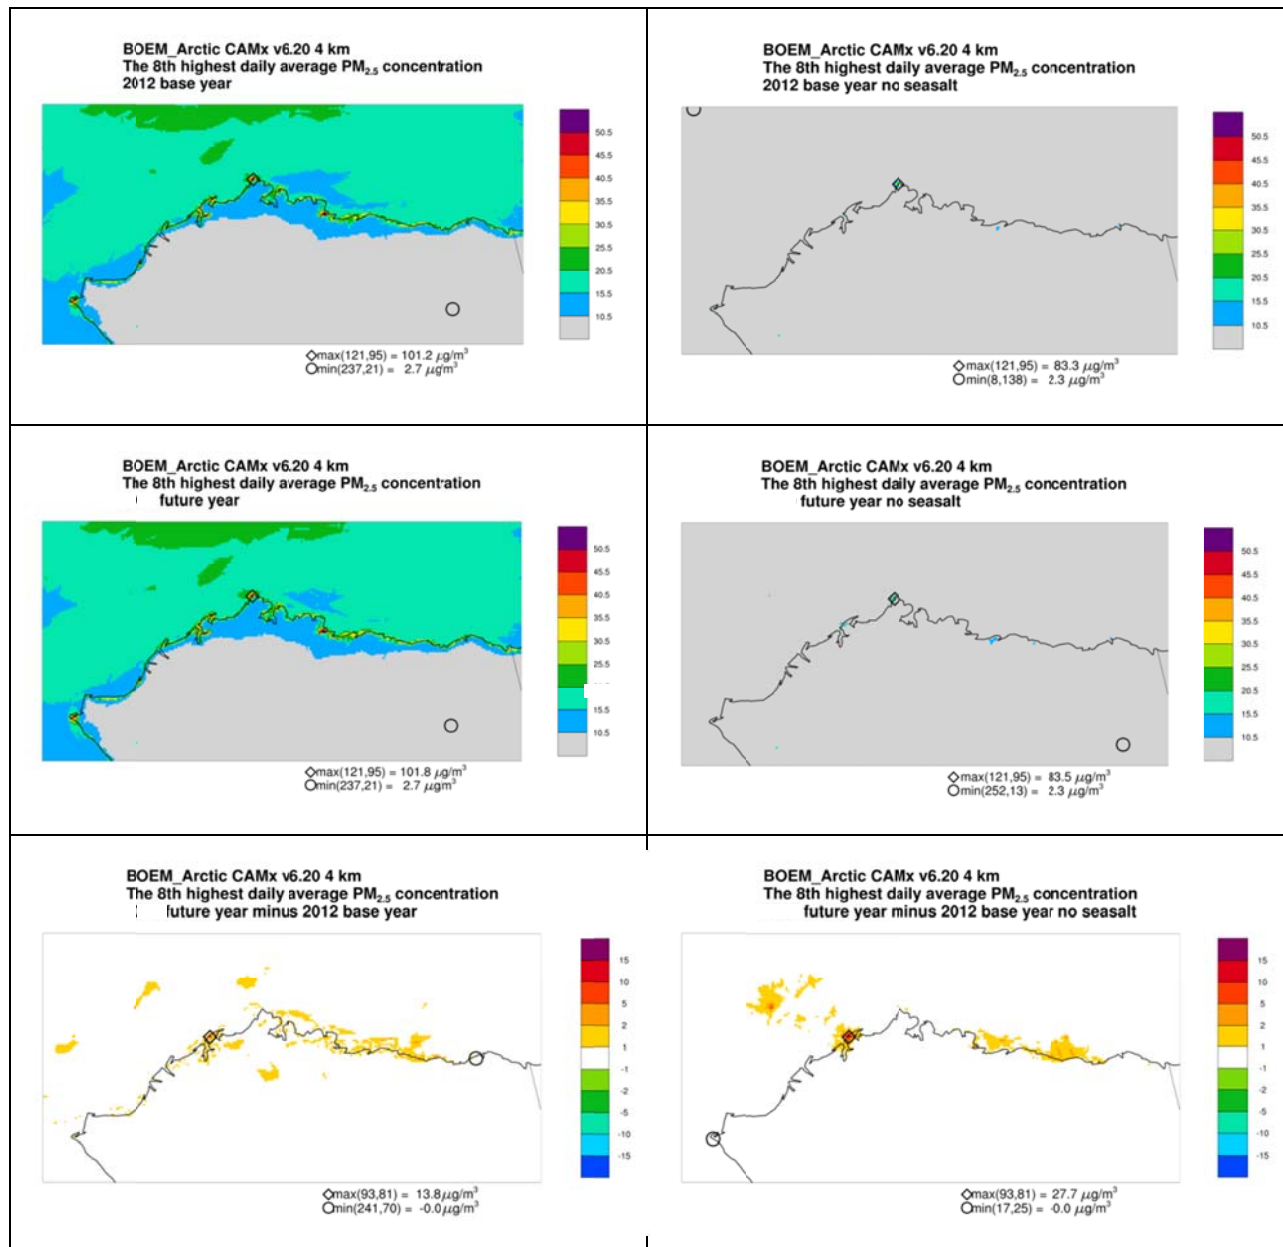 BOEM_Arctic CAMx v6.20 4 km
The 8th highest daily average PM2.5 concentration
2012 base year
50.5
45.5
40.5
35.5
30.5
25.5
20.5
15.5
10.5
◇max(121,95) = 101.2 µg/m³
○min(237,21) = 2.7 µgm³
BOEM_Arctic CAMx v6.20 4 km
The 8th highest daily average PM2.5 concentration
2012 base year no seasalt
50.5
45.5
40.5
35.5
30.5
25.5
20.5
15.5
10.5
◇max(121,95) = 83.3 µg/m³
○min(8,138) = 2.3 µg/m³
BOEM_Arctic CAMx v6.20 4 km
The 8th highest daily average PM2.5 concentration
future year
50.5
45.5
40.5
35.5
30.5
25.5
15.5
10.5
◇max(121,95) = 101.8 µg/m³
○min(237,21) = 2.7 µgm³
BOEM_Arctic CAMx v6.20 4 km
The 8th highest daily average PM2.5 concentration
future year no seasalt
50.5
45.5
40.5
35.5
30.5
25.5
20.5
15.5
10.5
◇max(121,95) = 83.5 µg/m³
○min(252,13) = 2.3 µg/m³
BOEM_Arctic CAMx v6.20 4 km
The 8th highest daily average PM2.5 concentration
future year minus 2012 base year
15
10
5
2
1
-1
-2
-5
-10
-15
◇max(93,81) = 13.8 µg/m³
○min(241,70) = -0.0 µg/m³
BOEM_Arctic CAMx v6.20 4 km
The 8th highest daily average PM2.5 concentration
future year minus 2012 base year no seasalt
15
10
5
2
1
-1
-2
-5
-10
-15
◇max(93,81) = 27.7 µg/m³
○min(17,25) = -0.0 µg/m³